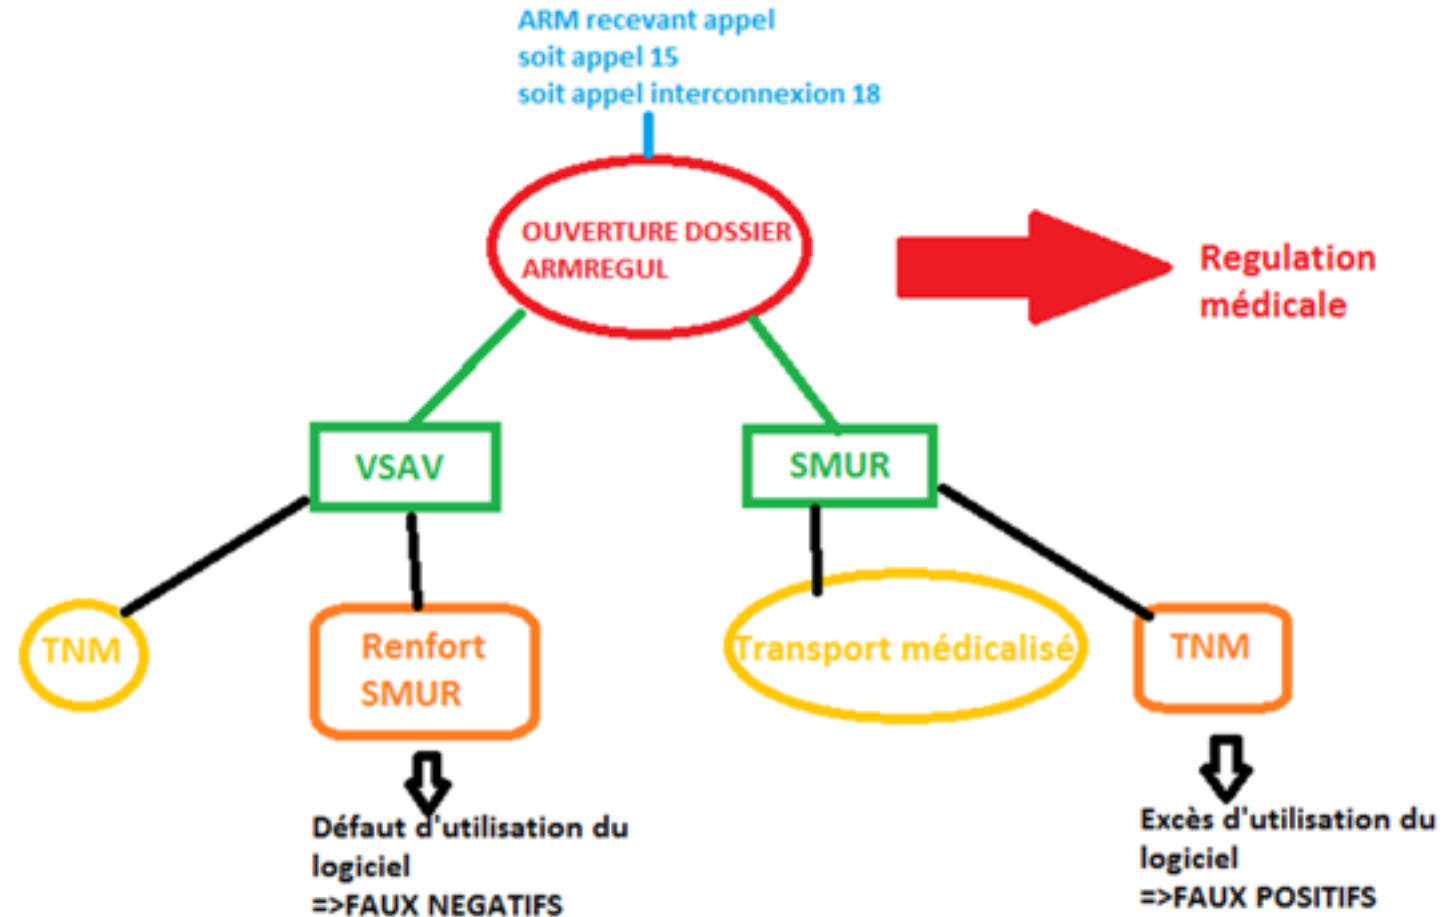 ARM recevant appel
soit appel 15
soit appel interconnexion 18
OUVERTURE DOSSIER
ARMREGUL
Regulation
médicale
VSAV
SMUR
TNM
Renfort
SMUR
Transport médicalisé
TNM
Défaut d'utilisation du
logiciel
=>FAUX NEGATIFS
Excès d'utilisation du
logiciel
=>FAUX POSITIFS